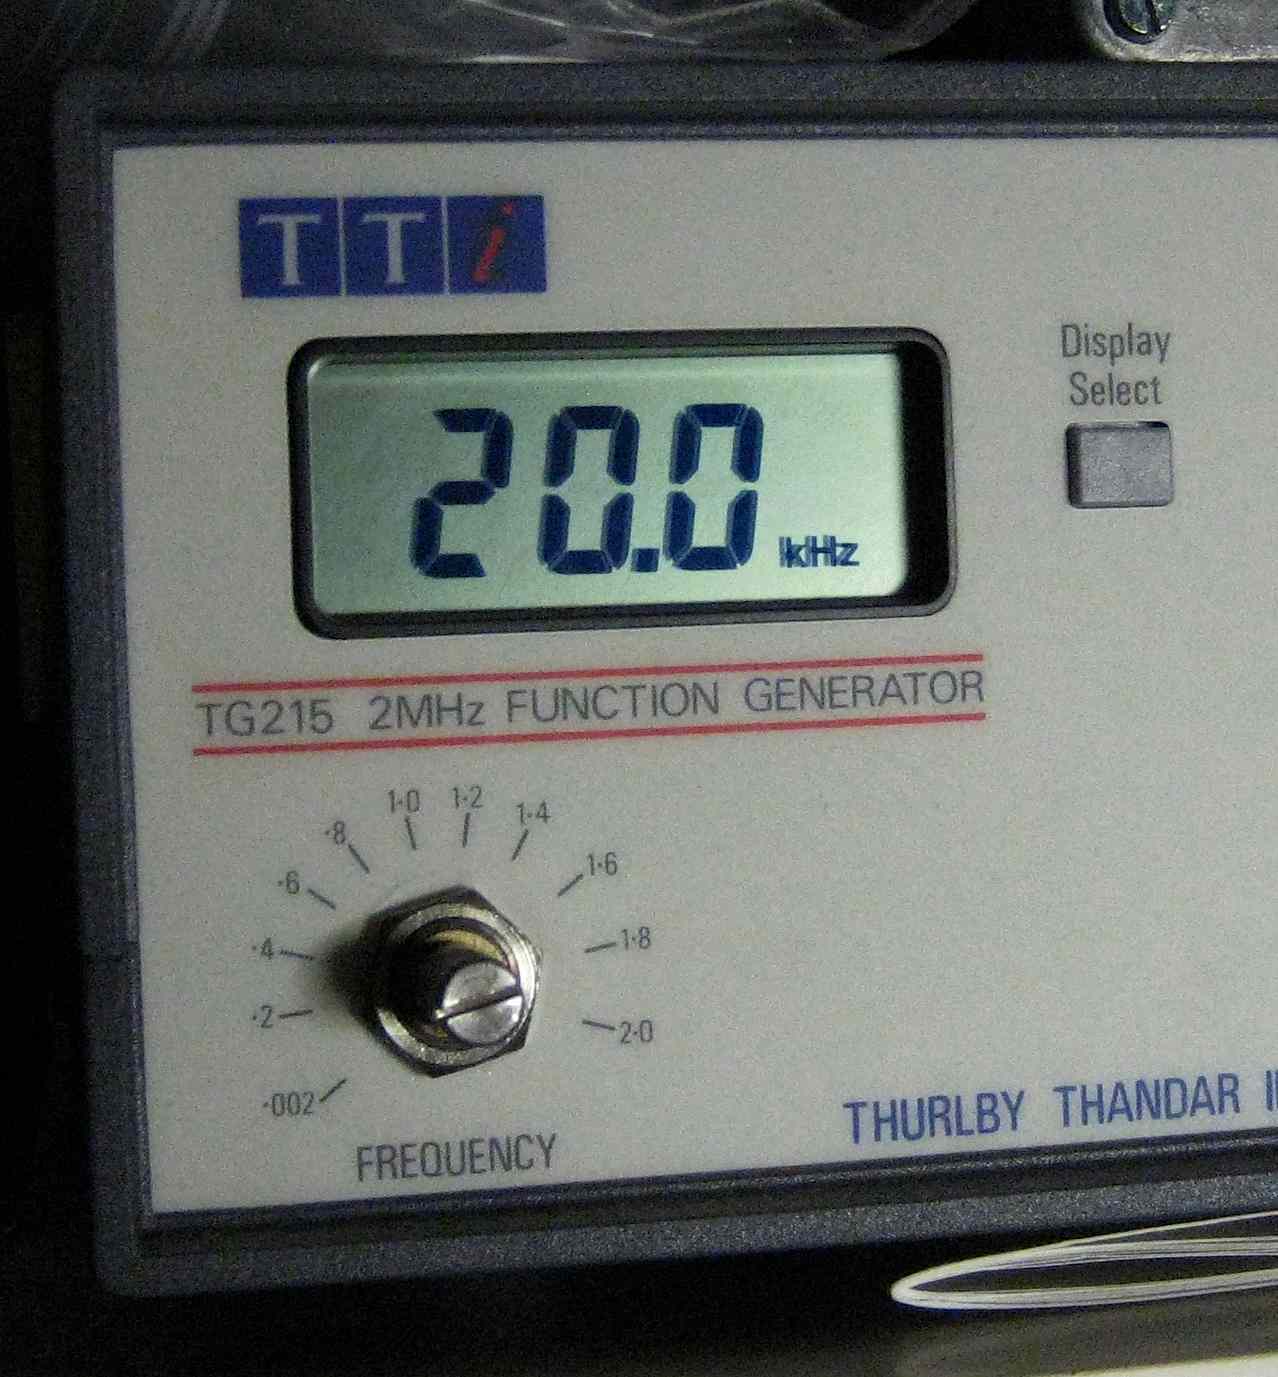 TTi
Display
Select
20.0 kHz
TG215 2MHz FUNCTION GENERATOR
1·0 1·2
·8 1·4
·6 1·6
·4 1·8
·2 2·0
·002
FREQUENCY
THURLBY THANDAR